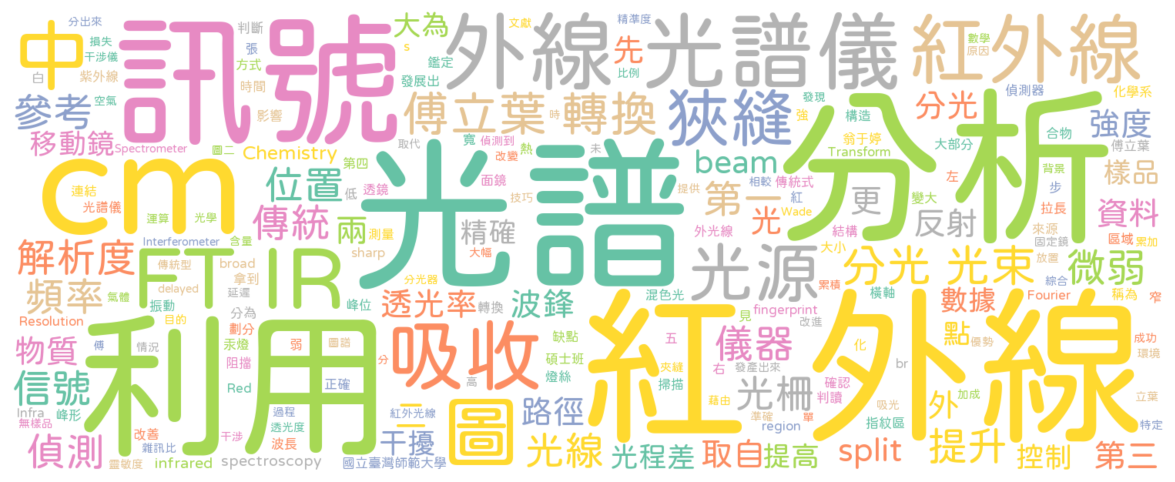 訊號
外線
光譜儀
紅外線
中
大為
先
光譜
分析
cm
FT IR
利用
紅外線
圖
吸收
光源
狹縫
傅立葉 轉換
參考
移動鏡
位置
傳統
兩
精確
beam
第一
光
更
反射
分光
強度
樣品
資料
分光 光束
微弱
解析度
頻率
透光率
波鋒
數據
點
儀器
物質
信號
路徑
光柵
外
提升
控制
第三
偵測
二
干擾
光線
光程差
取自
提高
split
Chemistry
Spectrometer
Transform
Interferometer
Resolution
Fourier
fingerprint
spectroscopy
infrared
Infra
Red
region
broad
delayed
sharp
Wade
br
s
分出來
損失
干涉儀
白
紫外線
空氣
判斷
張
方式
時間
影響
發展出
鑑定
文獻
精準度
比例
數學
原因
偵測器
化學系
發現
強
構造
翁于婷
大部分
合物
傅立葉
背景
步
左
拉長
變大
來源
固定鏡
放置
區域
累加
綜合
稱為
窄
成功
環境
立葉
特定
加成
指紋區
橫軸
大小
累積
改進
優勢
結構
傳統式
相較
紅
提供
外光線
取代
時
未
偵測到
改變
寬
熱
面鏡
技巧
透鏡
低
第四
測量
大幅
圖二
連結
光譜儀
運算
光學
含量
傳統型
拿到
延遲
氣體
振動
目的
分為
劃分
汞燈
阻擋
傅
情況
弱
圖譜
分
高
正確
峰形
無樣品
改善
雜訊比
靈敏度
干涉
過程
透光度
波長
紅外光線
國立臺灣師範大學
峰位
轉換
分光器
混色光
缺點
碩士班
燈絲
掃描
夾縫
五
右
見
化
發產出來
藉由
準確
單
確認
判讀
吸光